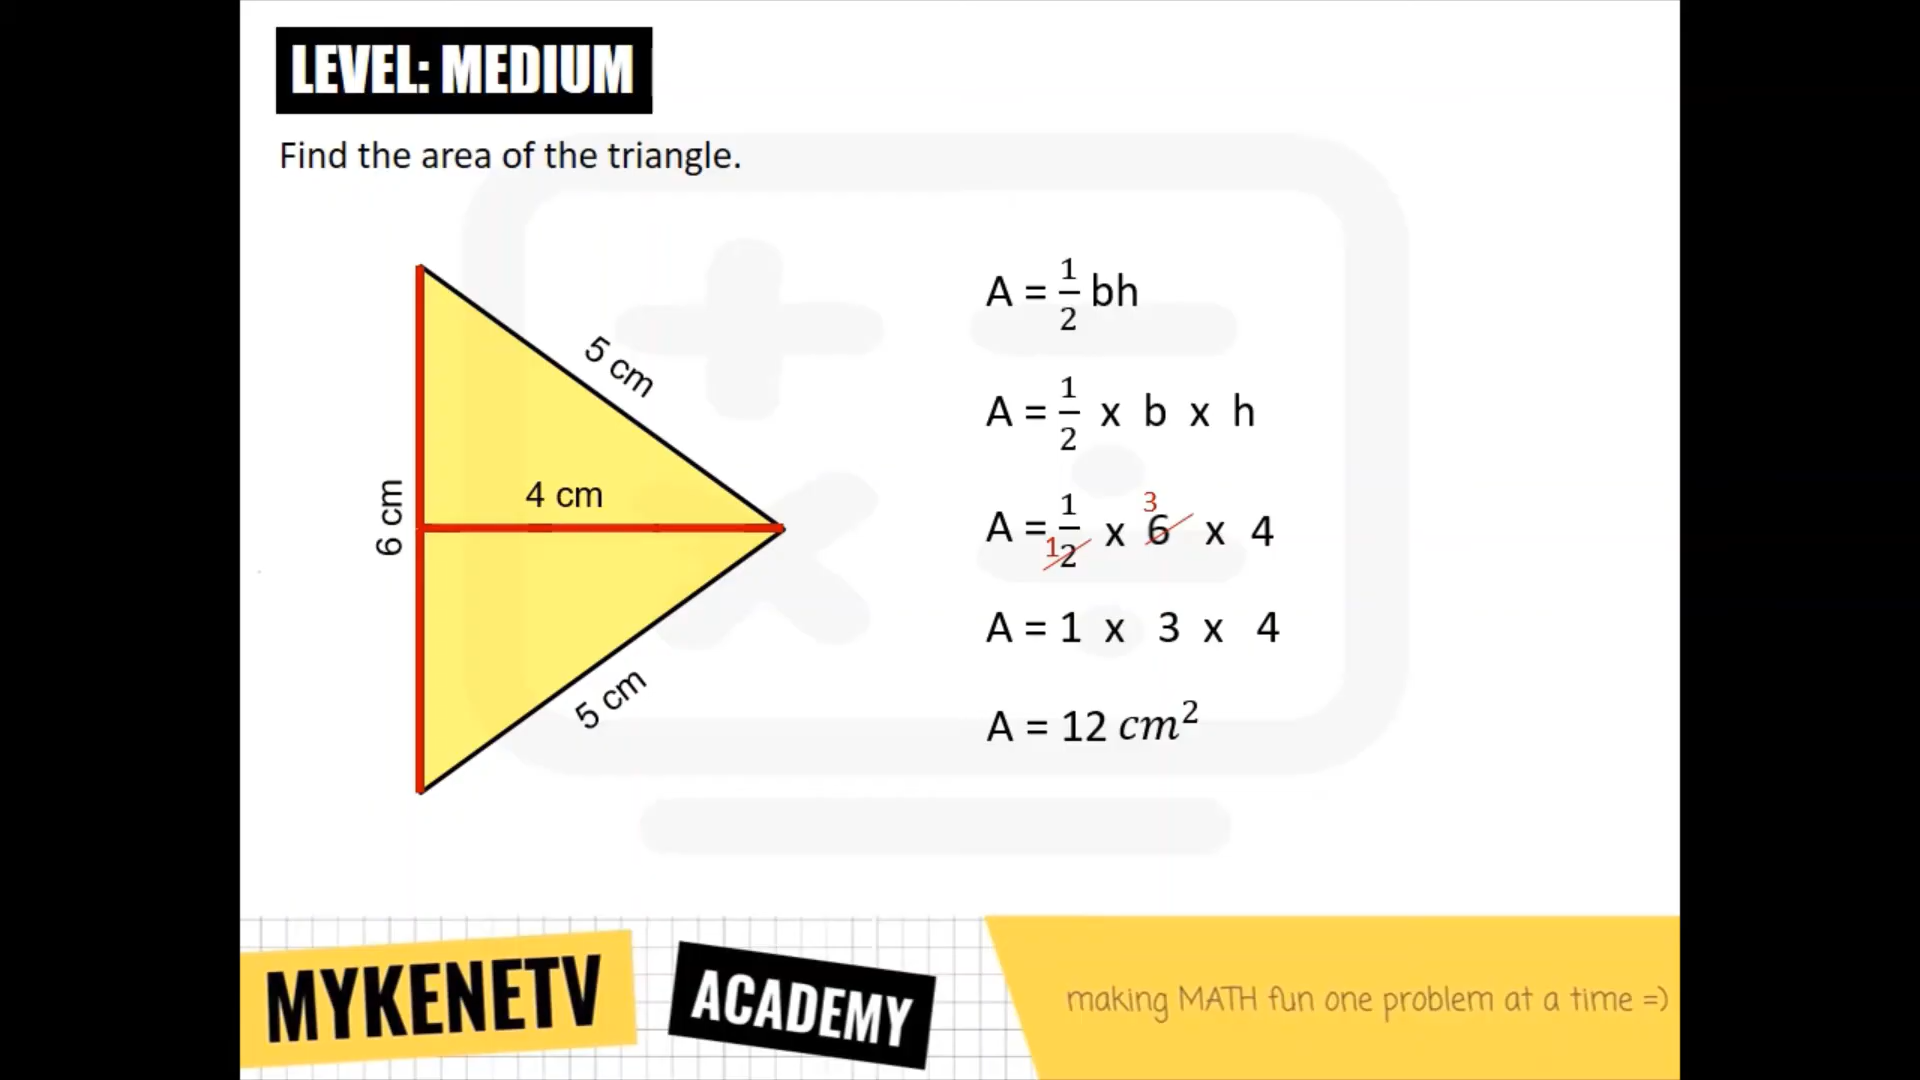 LEVEL: MEDIUM
Find the area of the triangle.
5 cm
4 cm
6 cm
5 cm
A = 1/2 bh
A = 1/2 x b x h
3
A = 1/2 x 6 x 4
1
A = 1 x 3 x 4
A = 12 cm²
MYKENETV
ACADEMY
making MATH fun one problem at a time =)